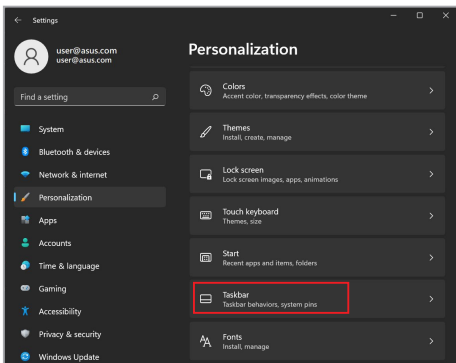 Settings
user@asus.com
user@asus.com
Find a setting
System
Bluetooth & devices
Network & internet
Personalization
Apps
Accounts
Time & language
Gaming
Accessibility
Privacy & security
Windows Update
Personalization
Colors
Accent color, transparency effects, color theme
Themes
Install, create, manage
Lock screen
Lock screen images, apps, animations
Touch keyboard
Themes, size
Start
Recent apps and items, folders
Taskbar
Taskbar behaviors, system pins
Fonts
Install, manage